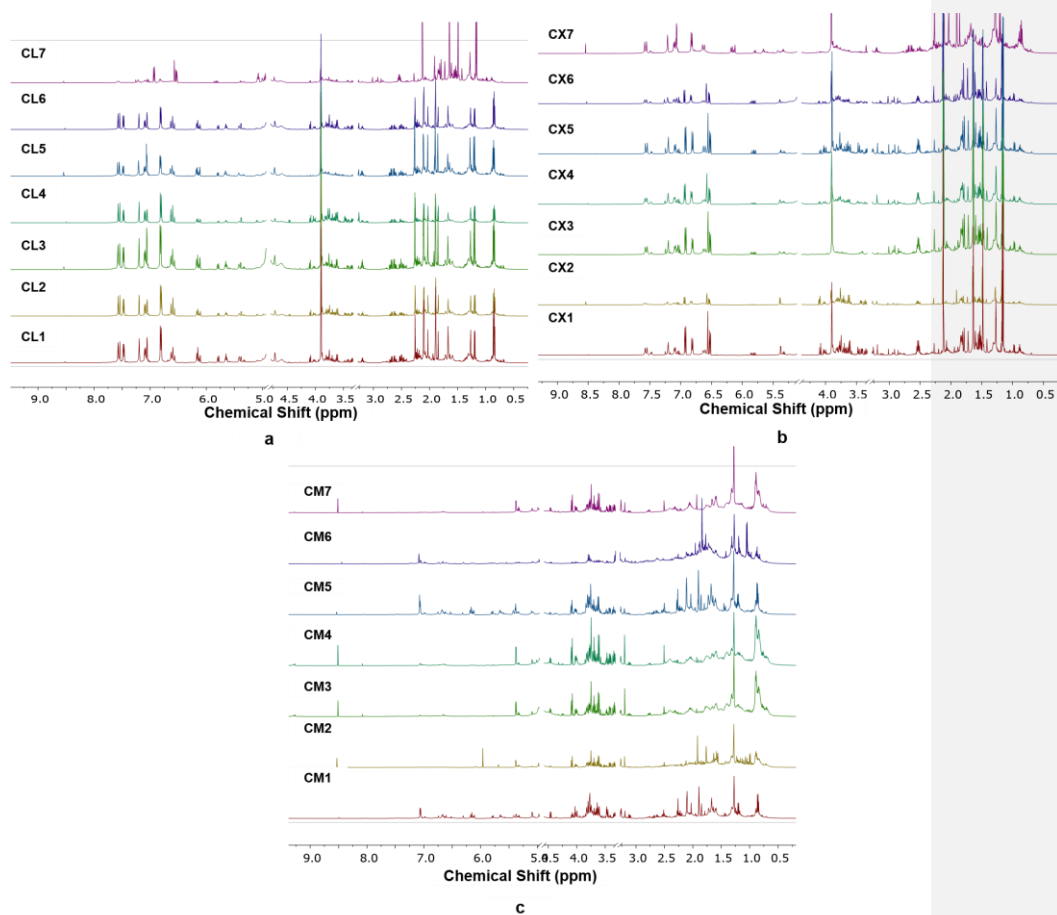 CL7
CL6
CL5
CL4
CL3
CL2
CL1
9.0 8.0 7.0 6.0 5.0 4.5 4.0 3.5 3.0 2.5 2.0 1.5 1.0 0.5
Chemical Shift (ppm)
a
CX7
CX6
CX5
CX4
CX3
CX2
CX1
9.0 8.5 8.0 7.5 7.0 6.5 6.0 5.5 4.0 3.5 3.0 2.5 2.0 1.5 1.0 0.5
Chemical Shift (ppm)
b
CM7
CM6
CM5
CM4
CM3
CM2
CM1
9.0 8.0 7.0 6.0 5.0 4.0 3.5 3.0 2.5 2.0 1.5 1.0 0.5
Chemical Shift (ppm)
c